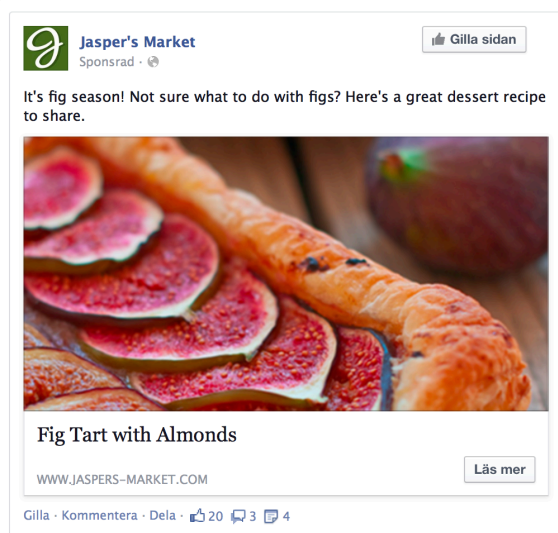 Jasper's Market
Gilla sidan
Sponsrad ·
It's fig season! Not sure what to do with figs? Here's a great dessert recipe
to share.
Fig Tart with Almonds
WWW.JASPERS-MARKET.COM
Läs mer
Gilla · Kommentera · Dela · 20 3 4